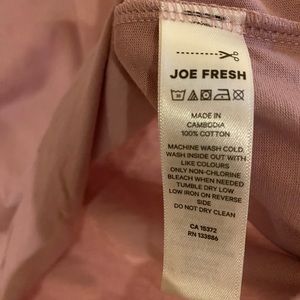 JOE FRESH
MADE IN
CAMBODIA
100% COTTON
MACHINE WASH COLD.
WASH INSIDE OUT WITH
LIKE COLOURS
ONLY NON-CHLORINE
BLEACH WHEN NEEDED
TUMBLE DRY LOW
LOW IRON ON REVERSE
SIDE
DO NOT DRY CLEAN
CA 15372
RN 133886